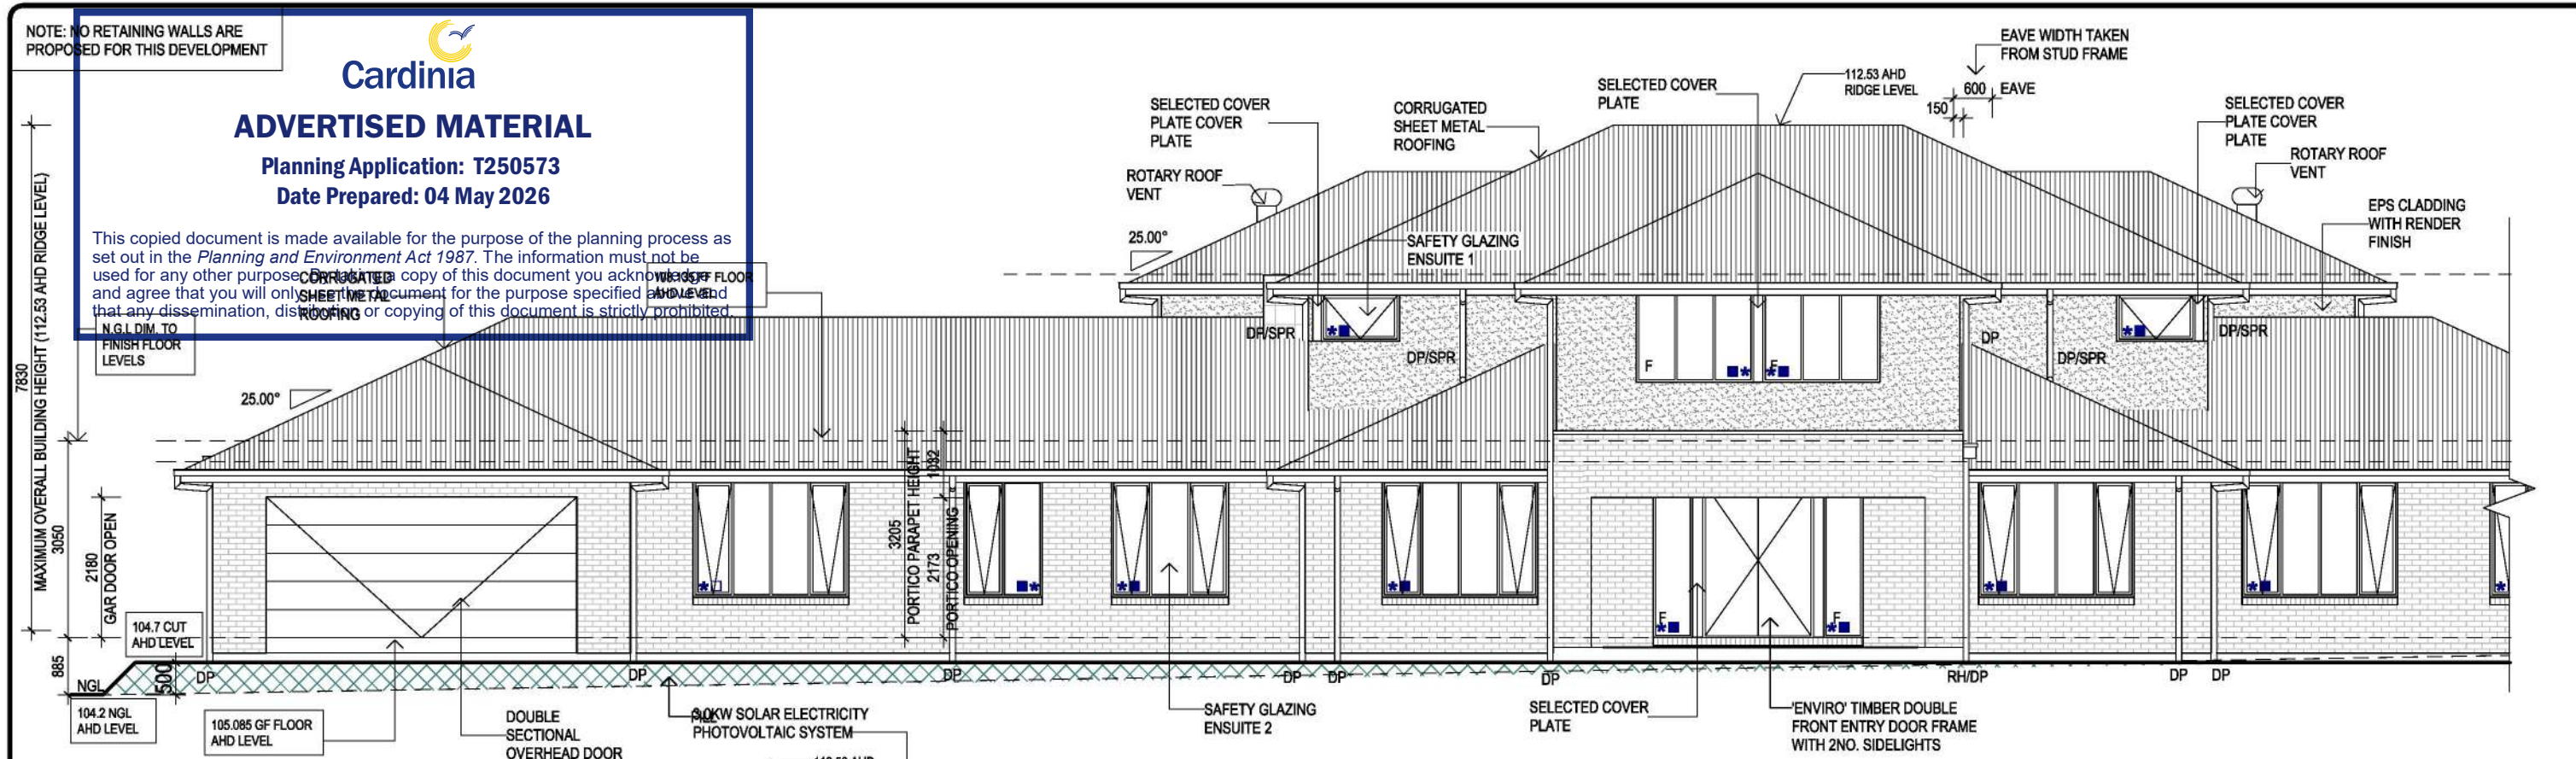 NOTE: NO RETAINING WALLS ARE
PROPOSED FOR THIS DEVELOPMENT
Cardinia
ADVERTISED MATERIAL
Planning Application: T250573
Date Prepared: 04 May 2026
This copied document is made available for the purpose of the planning process as
set out in the Planning and Environment Act 1987. The information must not be
used for any other purpose. By taking a copy of this document you acknowledge
and agree that you will only use the document for the purpose specified above and
that any dissemination, distribution or copying of this document is strictly prohibited.
CORRUGATED
SHEET METAL
ROOFING
108.135 FF FLOOR
AHD LEVEL
N.G.L DIM. TO
FINISH FLOOR
LEVELS
25.00°
7830
MAXIMUM OVERALL BUILDING HEIGHT (112.53 AHD RIDGE LEVEL)
3050
2180
GAR DOOR OPEN
885
500
104.7 CUT
AHD LEVEL
NGL
104.2 NGL
AHD LEVEL
105.085 GF FLOOR
AHD LEVEL
DOUBLE
SECTIONAL
OVERHEAD DOOR
FILL
3.0KW SOLAR ELECTRICITY
PHOTOVOLTAIC SYSTEM
3205
PORTICO PARAPET HEIGHT
1032
2173
PORTICO OPENING
SAFETY GLAZING
ENSUITE 2
SELECTED COVER
PLATE
'ENVIRO' TIMBER DOUBLE
FRONT ENTRY DOOR FRAME
WITH 2NO. SIDELIGHTS
DP
DP
DP
DP
DP
DP
RH/DP
DP
DP
SELECTED COVER
PLATE COVER
PLATE
ROTARY ROOF
VENT
25.00°
CORRUGATED
SHEET METAL
ROOFING
SAFETY GLAZING
ENSUITE 1
SELECTED COVER
PLATE
112.53 AHD
RIDGE LEVEL
EAVE WIDTH TAKEN
FROM STUD FRAME
600 EAVE
150
SELECTED COVER
PLATE COVER
PLATE
ROTARY ROOF
VENT
EPS CLADDING
WITH RENDER
FINISH
DP/SPR
DP/SPR
F
F
DP
DP/SPR
DP/SPR
F
F